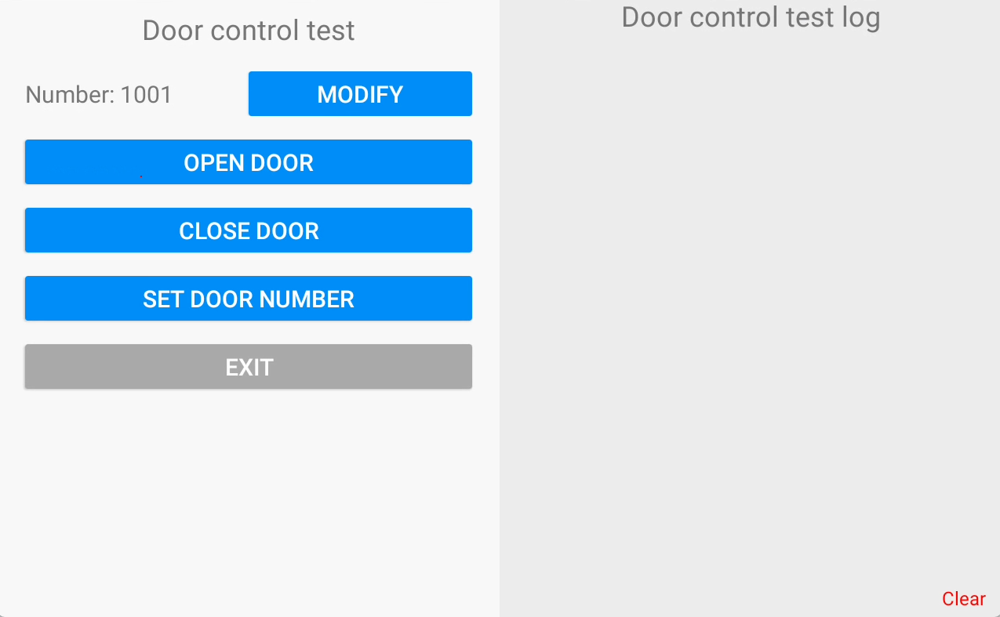 Door control test
Number: 1001
MODIFY
OPEN DOOR
CLOSE DOOR
SET DOOR NUMBER
EXIT
Door control test log
Clear